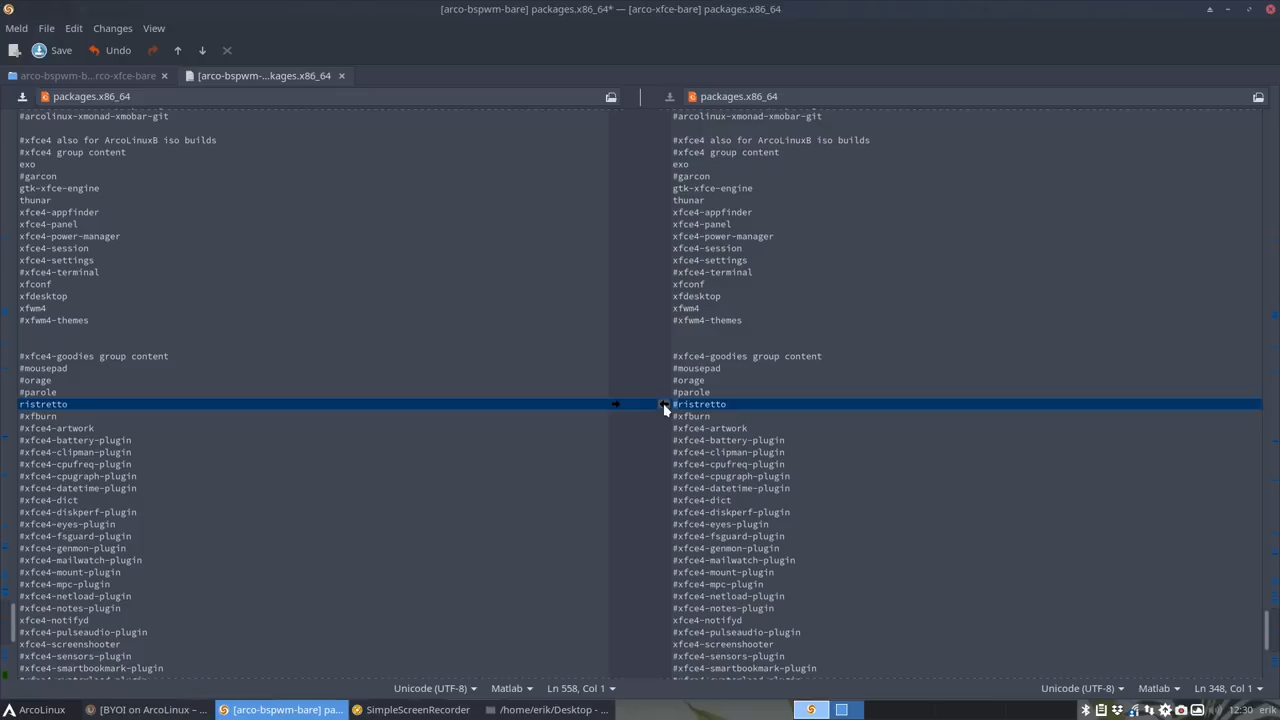 [arco-bspwm-bare] packages.x86_64* — [arco-xfce-bare] packages.x86_64
Meld File Edit Changes View
Save Undo
arco-bspwm-b...rco-xfce-bare [arco-bspwm-...kages.x86_64
packages.x86_64
#arcolinux-xmonad-xmobar-git
#xfce4 also for ArcoLinuxB iso builds
#xfce4 group content
exo
#garcon
gtk-xfce-engine
thunar
xfce4-appfinder
xfce4-panel
xfce4-power-manager
xfce4-session
xfce4-settings
#xfce4-terminal
xfconf
xfdesktop
xfwm4
#xfwm4-themes
#xfce4-goodies group content
#mousepad
#orage
#parole
ristretto
#xfburn
#xfce4-artwork
#xfce4-battery-plugin
#xfce4-clipman-plugin
#xfce4-cpufreq-plugin
#xfce4-cpugraph-plugin
#xfce4-datetime-plugin
#xfce4-dict
#xfce4-diskperf-plugin
#xfce4-eyes-plugin
#xfce4-fsguard-plugin
#xfce4-genmon-plugin
#xfce4-mailwatch-plugin
#xfce4-mount-plugin
#xfce4-mpc-plugin
#xfce4-netload-plugin
#xfce4-notes-plugin
xfce4-notifyd
#xfce4-pulseaudio-plugin
xfce4-screenshooter
#xfce4-sensors-plugin
#xfce4-smartbookmark-plugin
Unicode (UTF-8) Matlab Ln 558, Col 1
packages.x86_64
#arcolinux-xmonad-xmobar-git
#xfce4 also for ArcoLinuxB iso builds
#xfce4 group content
exo
#garcon
gtk-xfce-engine
thunar
xfce4-appfinder
xfce4-panel
xfce4-power-manager
xfce4-session
xfce4-settings
#xfce4-terminal
xfconf
xfdesktop
xfwm4
#xfwm4-themes
#xfce4-goodies group content
#mousepad
#orage
#parole
#ristretto
#xfburn
#xfce4-artwork
#xfce4-battery-plugin
#xfce4-clipman-plugin
#xfce4-cpufreq-plugin
#xfce4-cpugraph-plugin
#xfce4-datetime-plugin
#xfce4-dict
#xfce4-diskperf-plugin
#xfce4-eyes-plugin
#xfce4-fsguard-plugin
#xfce4-genmon-plugin
#xfce4-mailwatch-plugin
#xfce4-mount-plugin
#xfce4-mpc-plugin
#xfce4-netload-plugin
#xfce4-notes-plugin
xfce4-notifyd
#xfce4-pulseaudio-plugin
xfce4-screenshooter
#xfce4-sensors-plugin
#xfce4-smartbookmark-plugin
Unicode (UTF-8) Matlab Ln 348, Col 1
ArcoLinux [BYOI on ArcoLinux – ... [arco-bspwm-bare] pa... SimpleScreenRecorder /home/erik/Desktop - ... 12:30 erik